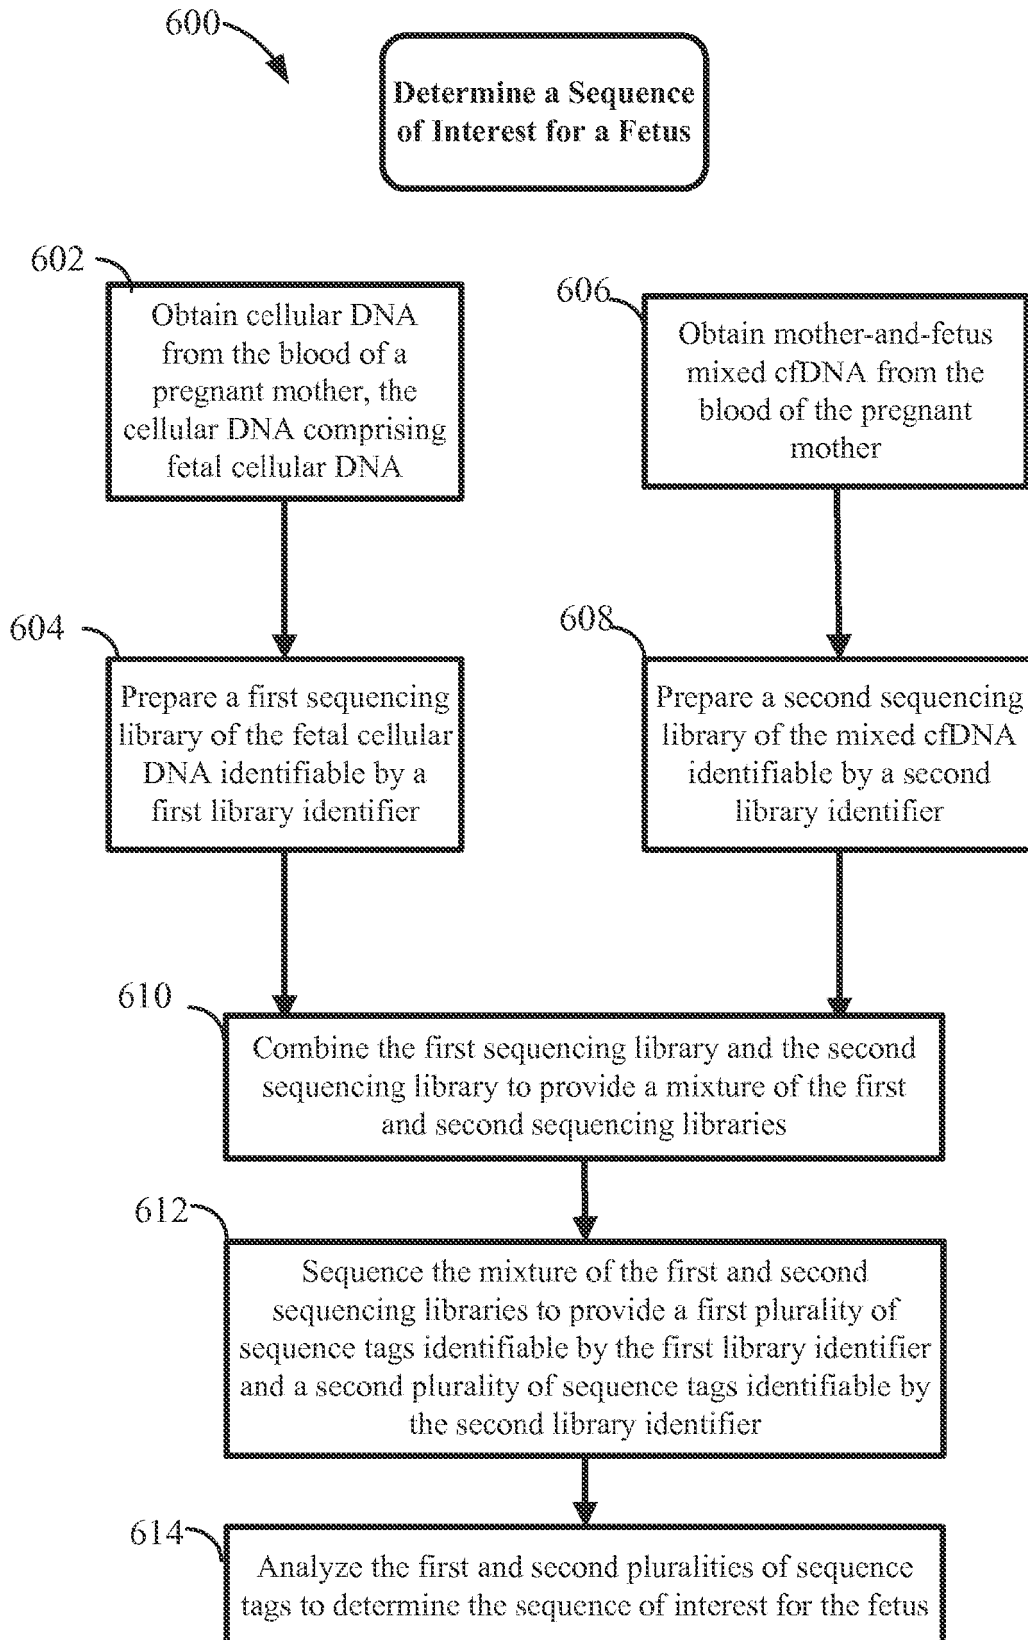 600
Determine a Sequence
of Interest for a Fetus
602
Obtain cellular DNA
from the blood of a
pregnant mother, the
cellular DNA comprising
fetal cellular DNA
606
Obtain mother-and-fetus
mixed cfDNA from the
blood of the pregnant
mother
604
Prepare a first sequencing
library of the fetal cellular
DNA identifiable by a
first library identifier
608
Prepare a second sequencing
library of the mixed cfDNA
identifiable by a second
library identifier
610
Combine the first sequencing library and the second
sequencing library to provide a mixture of the first
and second sequencing libraries
612
Sequence the mixture of the first and second
sequencing libraries to provide a first plurality of
sequence tags identifiable by the first library identifier
and a second plurality of sequence tags identifiable by
the second library identifier
614
Analyze the first and second pluralities of sequence
tags to determine the sequence of interest for the fetus